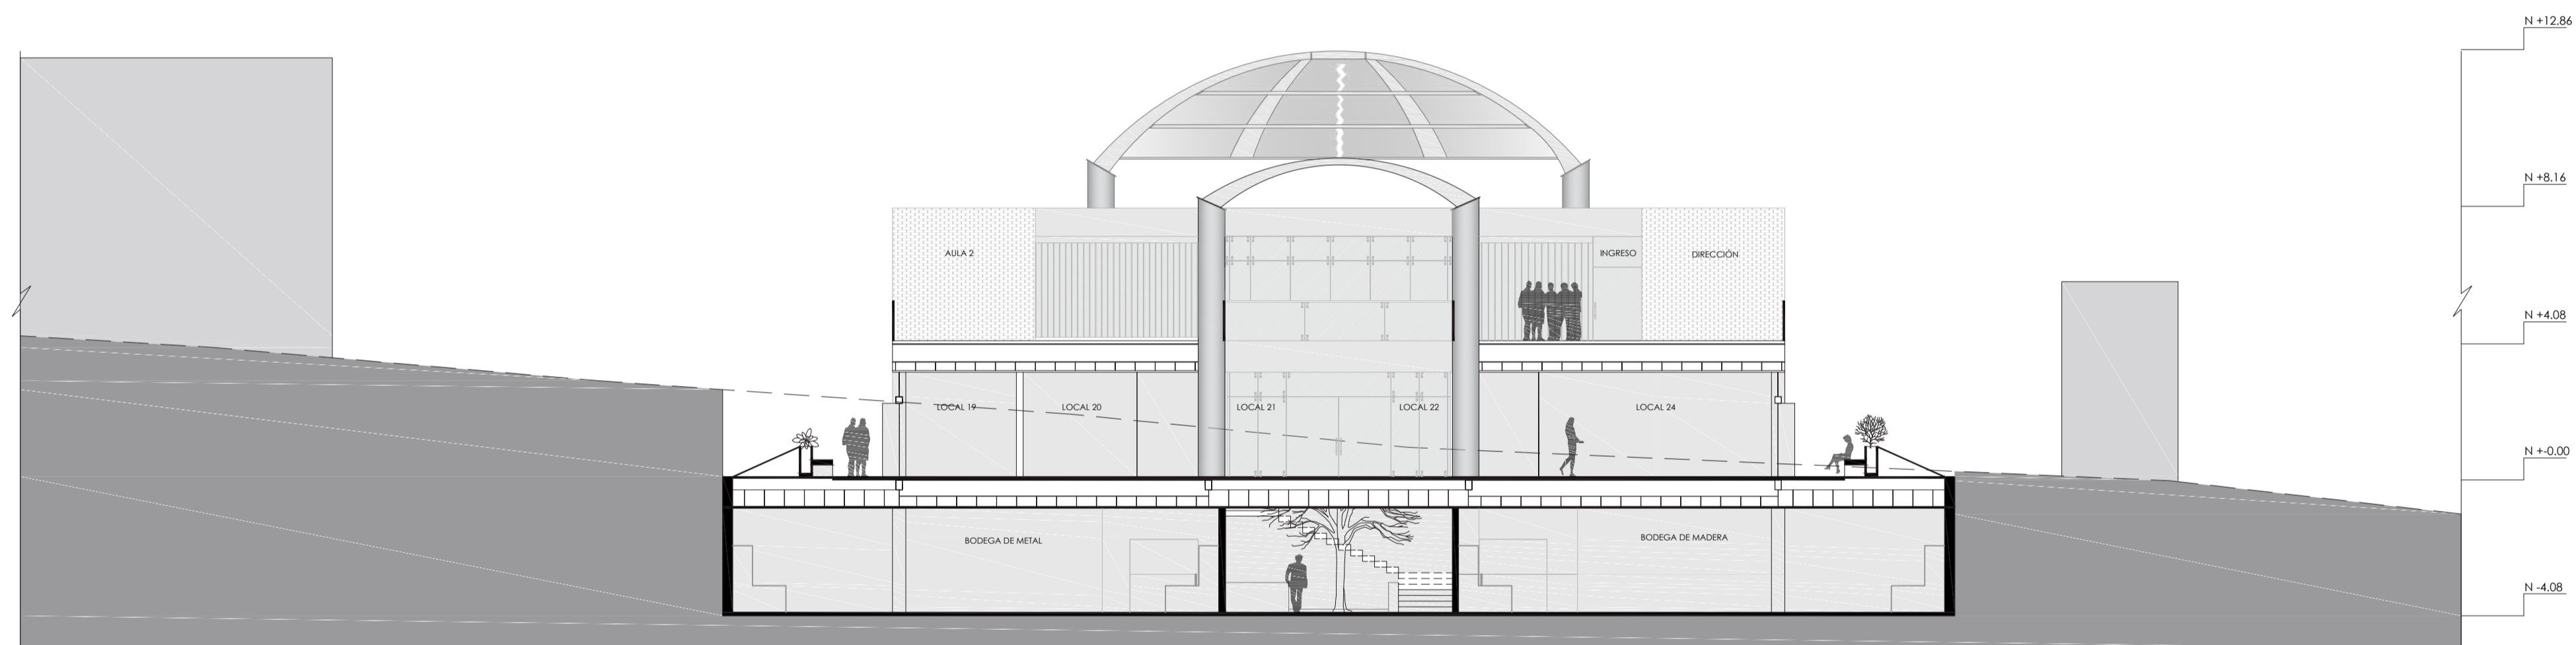 N +12.86
N +8.16
AULA 2
INGRESO
DIRECCIÓN
N +4.08
LOCAL 19
LOCAL 20
LOCAL 21
LOCAL 22
LOCAL 24
N +-0.00
BODEGA DE METAL
BODEGA DE MADERA
N -4.08